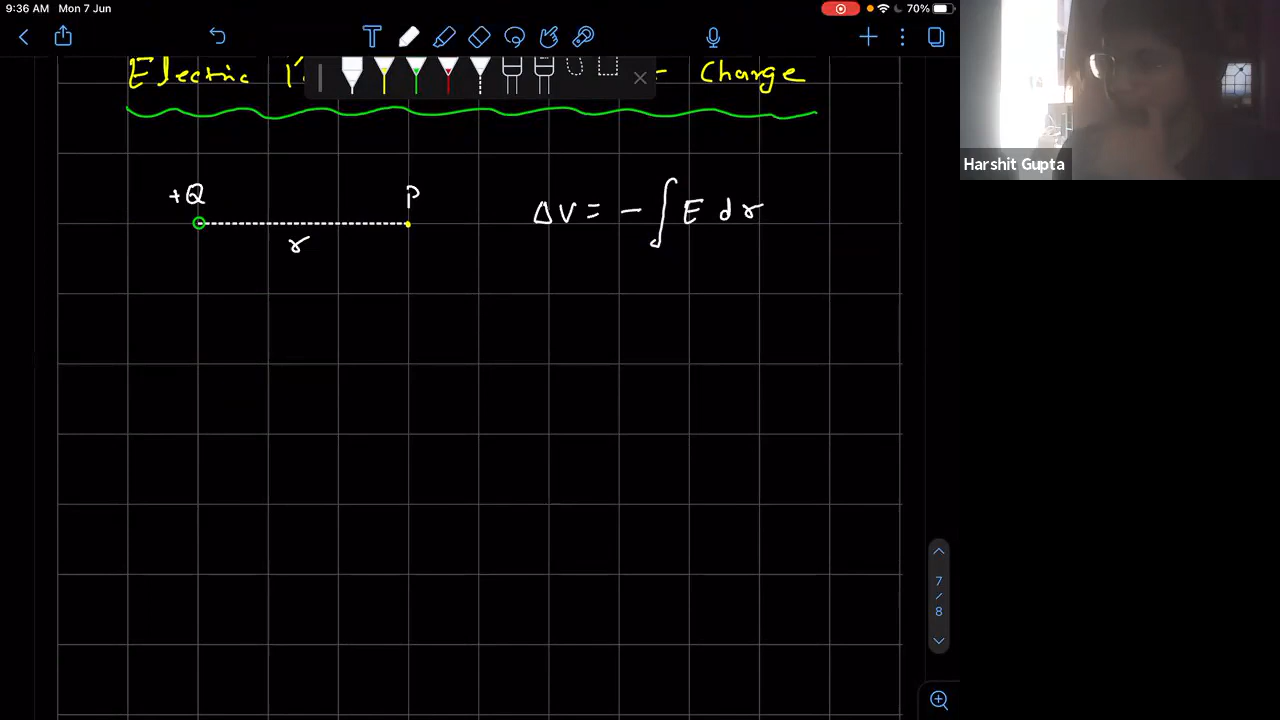 9:36 AM Mon 7 Jun
70%
Electric - Charge
Harshit Gupta
+Q P
r
ΔV = - ∫ E dr
7
/
8